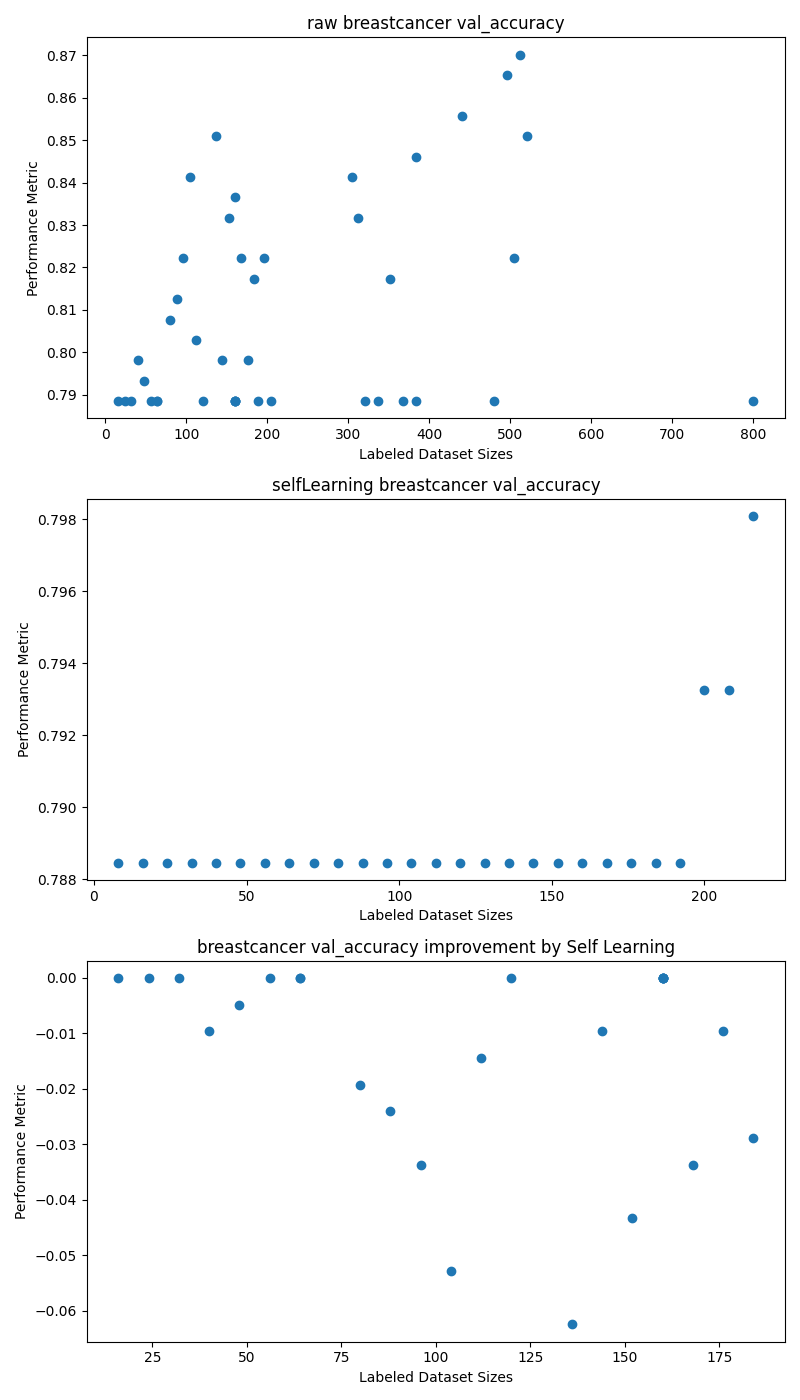 raw breastcancer val_accuracy
0.87
0.86
0.85
0.84
0.83
0.82
0.81
0.80
0.79
Performance Metric
0 100 200 300 400 500 600 700 800
Labeled Dataset Sizes
selfLearning breastcancer val_accuracy
0.798
0.796
0.794
0.792
0.790
0.788
Performance Metric
0 50 100 150 200
Labeled Dataset Sizes
breastcancer val_accuracy improvement by Self Learning
0.00
−0.01
−0.02
−0.03
−0.04
−0.05
−0.06
Performance Metric
25 50 75 100 125 150 175
Labeled Dataset Sizes